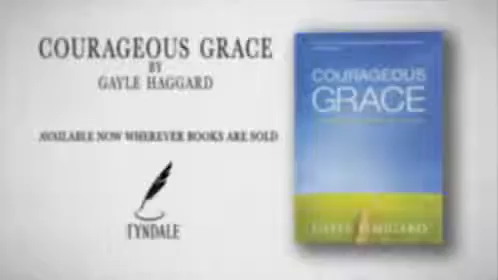 COURAGEOUS GRACE
BY
GAYLE HAGGARD
AVAILABLE NOW WHEREVER BOOKS ARE SOLD
TYNDALE
COURAGEOUS
GRACE
GAYLE HAGGARD